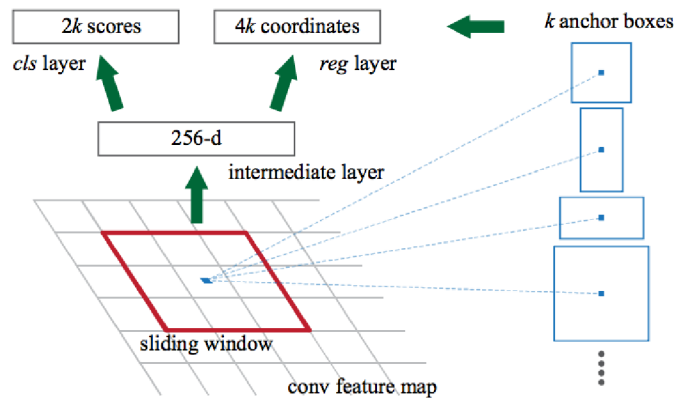 2k scores
4k coordinates
k anchor boxes
cls layer
reg layer
256-d
intermediate layer
sliding window
conv feature map